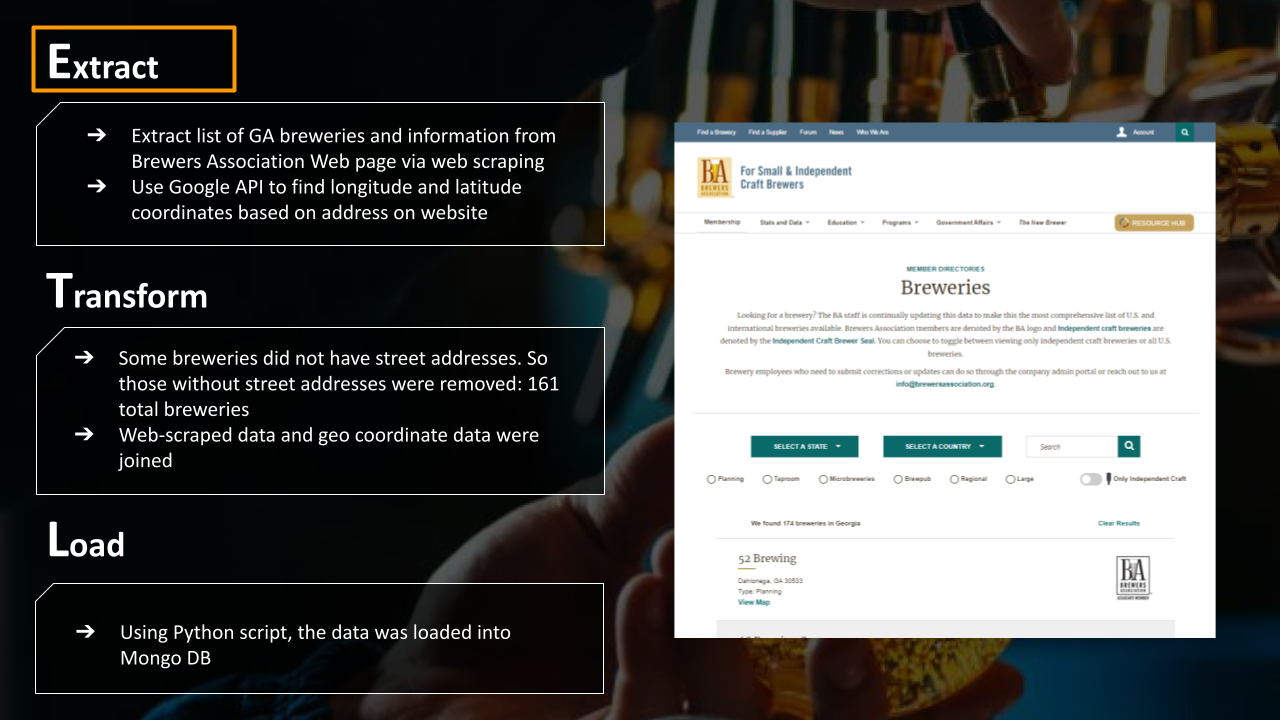 Extract
➔ Extract list of GA breweries and information from
Brewers Association Web page via web scraping
➔ Use Google API to find longitude and latitude
coordinates based on address on website
Transform
➔ Some breweries did not have street addresses. So
those without street addresses were removed: 161
total breweries
➔ Web-scraped data and geo coordinate data were
joined
Load
➔ Using Python script, the data was loaded into
Mongo DB
Find a Brewery Find a Supplier Forum News Who We Are Account
BA
BREWERS
ASSOCIATION
For Small & Independent
Craft Brewers
Membership Stats and Data Education Programs Government Affairs The New Brewer RESOURCE HUB
MEMBER DIRECTORIES
Breweries
Looking for a brewery? The BA staff is continually updating this data to make this the most comprehensive list of U.S. and
international breweries available. Brewers Association members are denoted by the BA logo and Independent craft breweries are
denoted by the Independent Craft Brewer Seal. You can choose to toggle between viewing only independent craft breweries or all U.S.
breweries.
Brewery employees who need to submit corrections or updates can do so through the company admin portal or reach out to us at
info@brewersassociation.org.
SELECT A STATE SELECT A COUNTRY Search
Planning Taproom Microbreweries Brewpub Regional Large Only Independent Craft
We found 174 breweries in Georgia Clear Results
52 Brewing
Dahlonega, GA 30533
Type: Planning
View Map
BA
BREWERS
ASSOCIATION
ASSOCIATE MEMBER